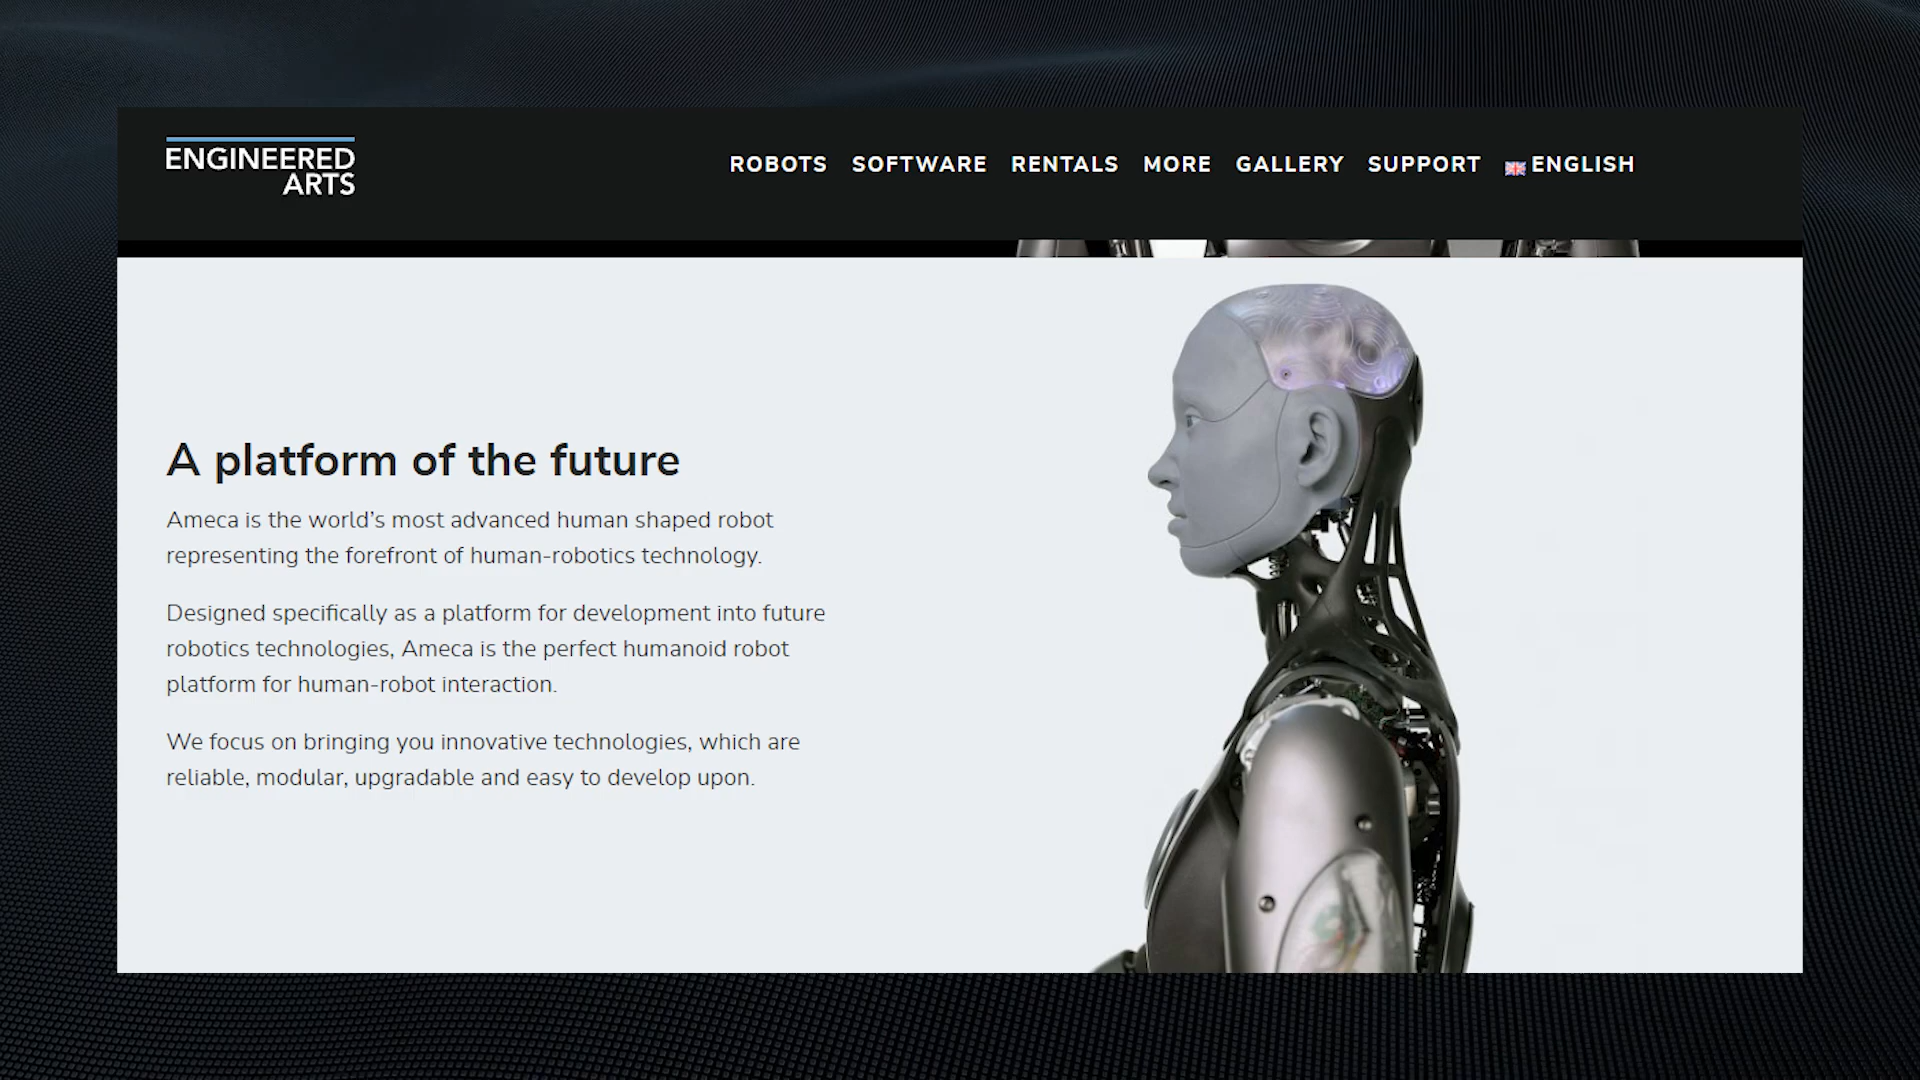 ENGINEERED
ARTS
ROBOTS SOFTWARE RENTALS MORE GALLERY SUPPORT ENGLISH
A platform of the future
Ameca is the world’s most advanced human shaped robot
representing the forefront of human-robotics technology.
Designed specifically as a platform for development into future
robotics technologies, Ameca is the perfect humanoid robot
platform for human-robot interaction.
We focus on bringing you innovative technologies, which are
reliable, modular, upgradable and easy to develop upon.